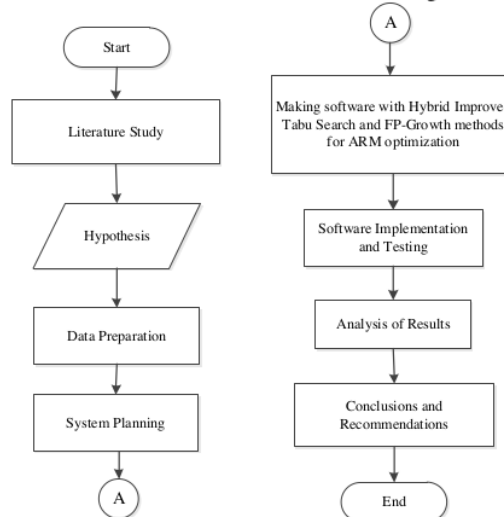 Start
Literature Study
Hypothesis
Data Preparation
System Planning
A
A
Making software with Hybrid Improve
Tabu Search and FP-Growth methods
for ARM optimization
Software Implementation
and Testing
Analysis of Results
Conclusions and
Recommendations
End